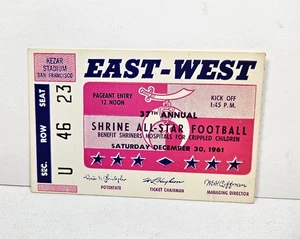 KEZAR
STADIUM
SAN FRANCISCO
EAST-WEST
SEC. ROW SEAT
U 46 23
PAGEANT ENTRY
12 NOON
KICK OFF
1:45 P.M.
37TH ANNUAL
SHRINE ALL-STAR FOOTBALL
BENEFIT SHRINERS HOSPITALS FOR CRIPPLED CHILDREN
SATURDAY DECEMBER 30, 1961
POTENTATE
TICKET CHAIRMAN
MANAGING DIRECTOR